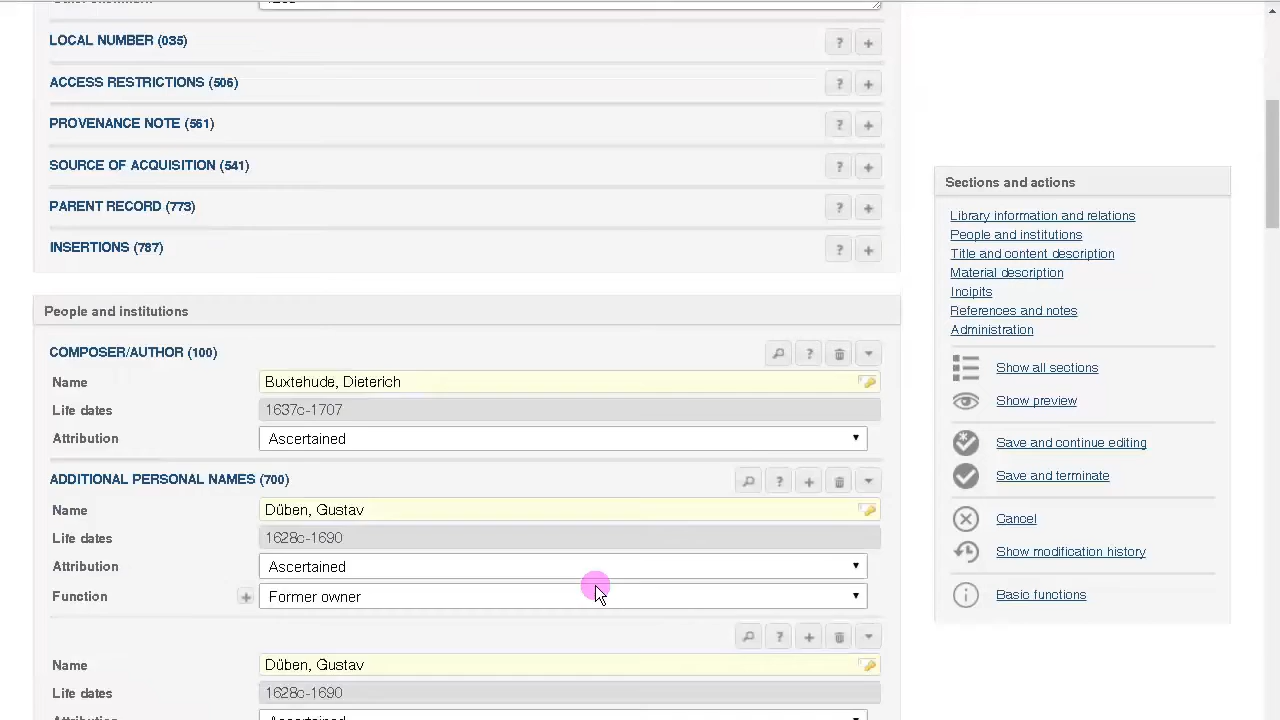 LOCAL NUMBER (035)
ACCESS RESTRICTIONS (506)
PROVENANCE NOTE (561)
SOURCE OF ACQUISITION (541)
PARENT RECORD (773)
INSERTIONS (787)
People and institutions
COMPOSER/AUTHOR (100)
Name Buxtehude, Dieterich
Life dates 1637c-1707
Attribution Ascertained
ADDITIONAL PERSONAL NAMES (700)
Name Düben, Gustav
Life dates 1628c-1690
Attribution Ascertained
Function Former owner
Name Düben, Gustav
Life dates 1628c-1690
Sections and actions
Library information and relations
People and institutions
Title and content description
Material description
Incipits
References and notes
Administration
Show all sections
Show preview
Save and continue editing
Save and terminate
Cancel
Show modification history
Basic functions